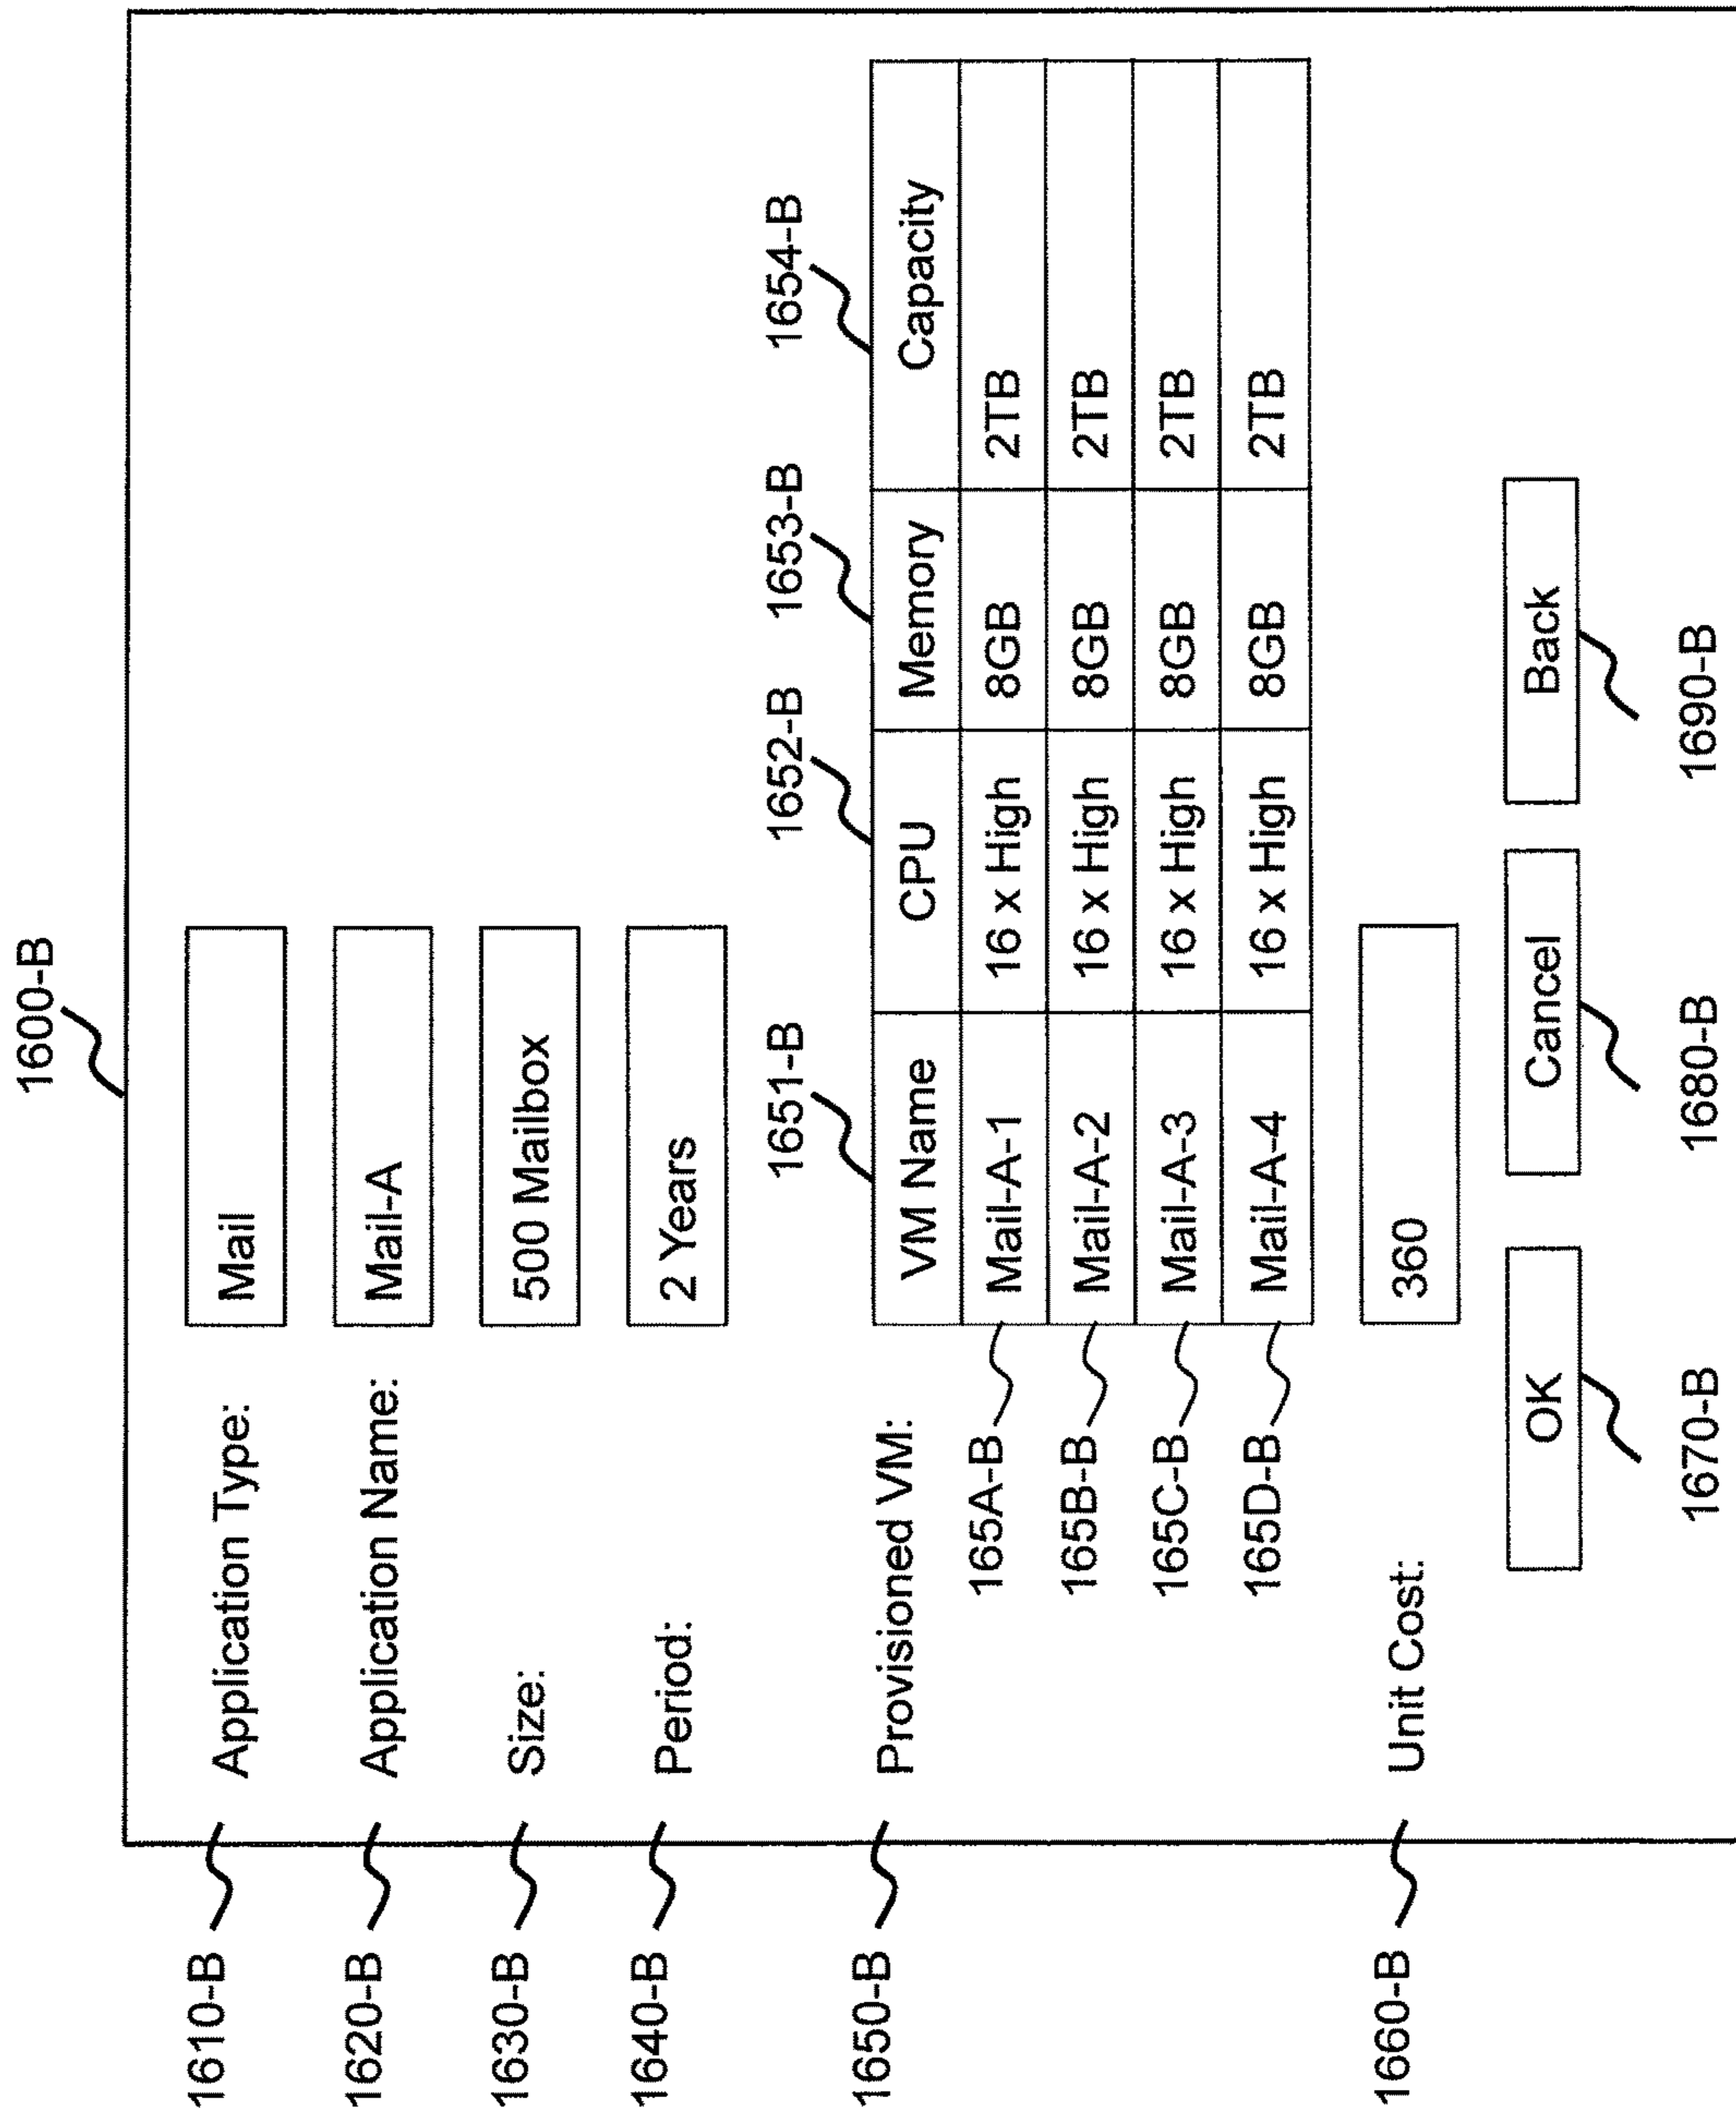 1600-B
1610-B Application Type: Mail
1620-B Application Name: Mail-A
1630-B Size: 500 Mailbox
1640-B Period: 2 Years
1651-B 1652-B 1653-B 1654-B
1650-B Provisioned VM: VM Name CPU Memory Capacity
165A-B Mail-A-1 16 x High 8GB 2TB
165B-B Mail-A-2 16 x High 8GB 2TB
165C-B Mail-A-3 16 x High 8GB 2TB
165D-B Mail-A-4 16 x High 8GB 2TB
1660-B Unit Cost: 360
OK Cancel Back
1670-B 1680-B 1690-B